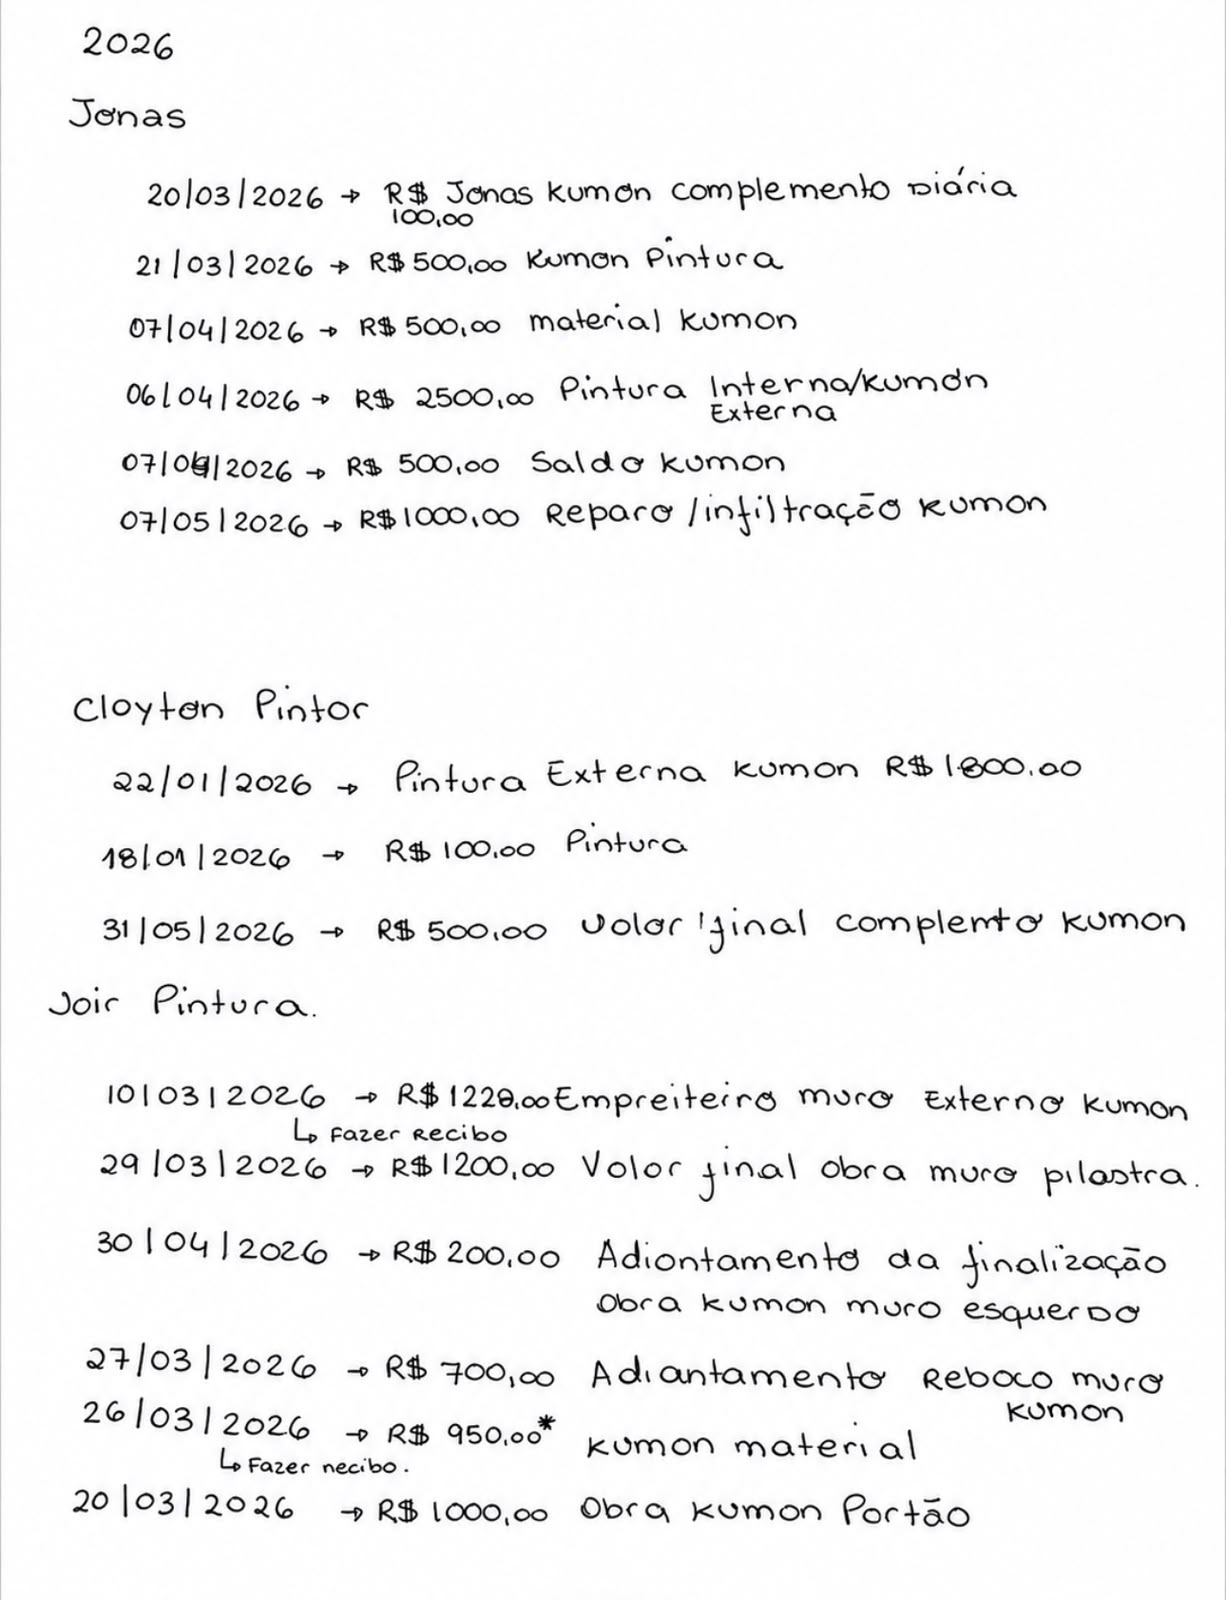 2026
Jonas
20/03/2026 → R$ Jonas Kumon complemento Diária
100,00
21/03/2026 → R$ 500,00 Kumon Pintura
07/04/2026 → R$ 500,00 material Kumon
06/04/2026 → R$ 2500,00 Pintura Interna/Kumon
Externa
07/04/2026 → R$ 500,00 Saldo Kumon
07/05/2026 → R$ 1000,00 Reparo /infiltração Kumon
Cloyton Pintor
22/01/2026 → Pintura Externa Kumon R$ 1.800.00
18/01/2026 → R$ 100,00 Pintura
31/05/2026 → R$ 500,00 Valor final complemto Kumon
Joir Pintura.
10/03/2026 → R$ 1220,00 Empreiteiro muro Externo Kumon
↳ Fazer Recibo
29/03/2026 → R$ 1200,00 Valor final obra muro pilastra.
30/04/2026 → R$ 200,00 Adiantamento da finalização
Obra Kumon muro esquerdo
27/03/2026 → R$ 700,00 Adiantamento Reboco muro
Kumon
26/03/2026 → R$ 950,00* Kumon material
↳ Fazer recibo.
20/03/2026 → R$ 1000,00 Obra Kumon Portão